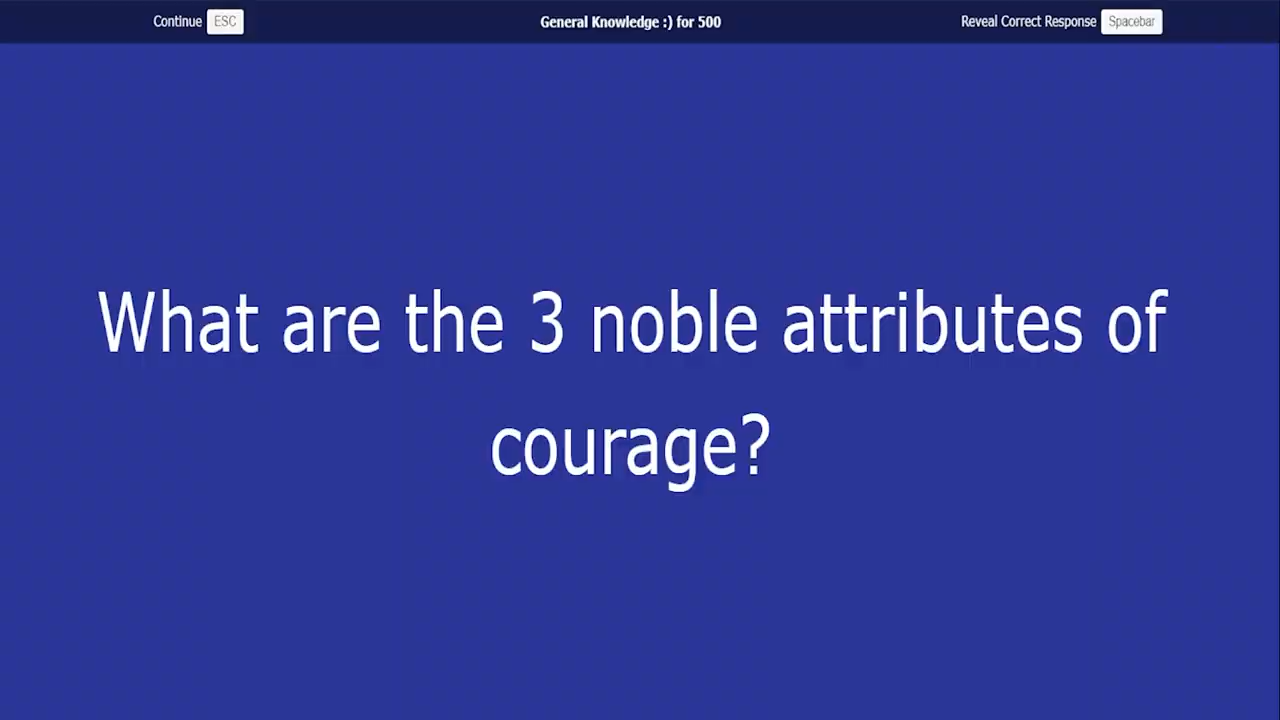 Continue ESC
General Knowledge :) for 500
Reveal Correct Response Spacebar
What are the 3 noble attributes of
courage?